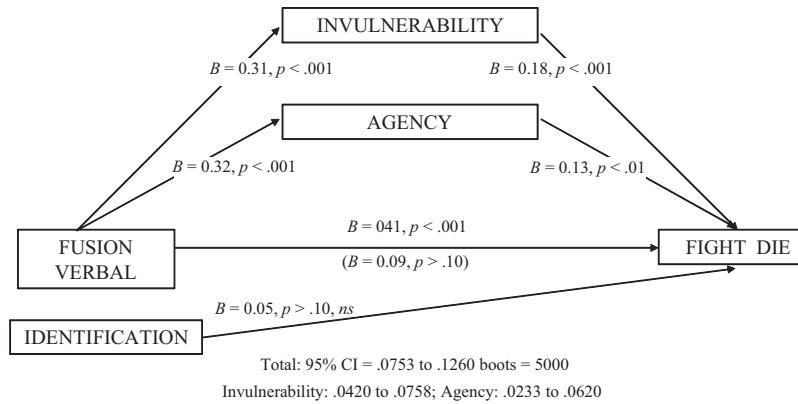 INVULNERABILITY
B = 0.31, p < .001
B = 0.18, p < .001
AGENCY
B = 0.32, p < .001
B = 0.13, p < .01
B = 041, p < .001
FUSION
VERBAL
FIGHT DIE
(B = 0.09, p > .10)
B = 0.05, p > .10, ns
IDENTIFICATION
Total: 95% CI = .0753 to .1260 boots = 5000
Invulnerability: .0420 to .0758; Agency: .0233 to .0620